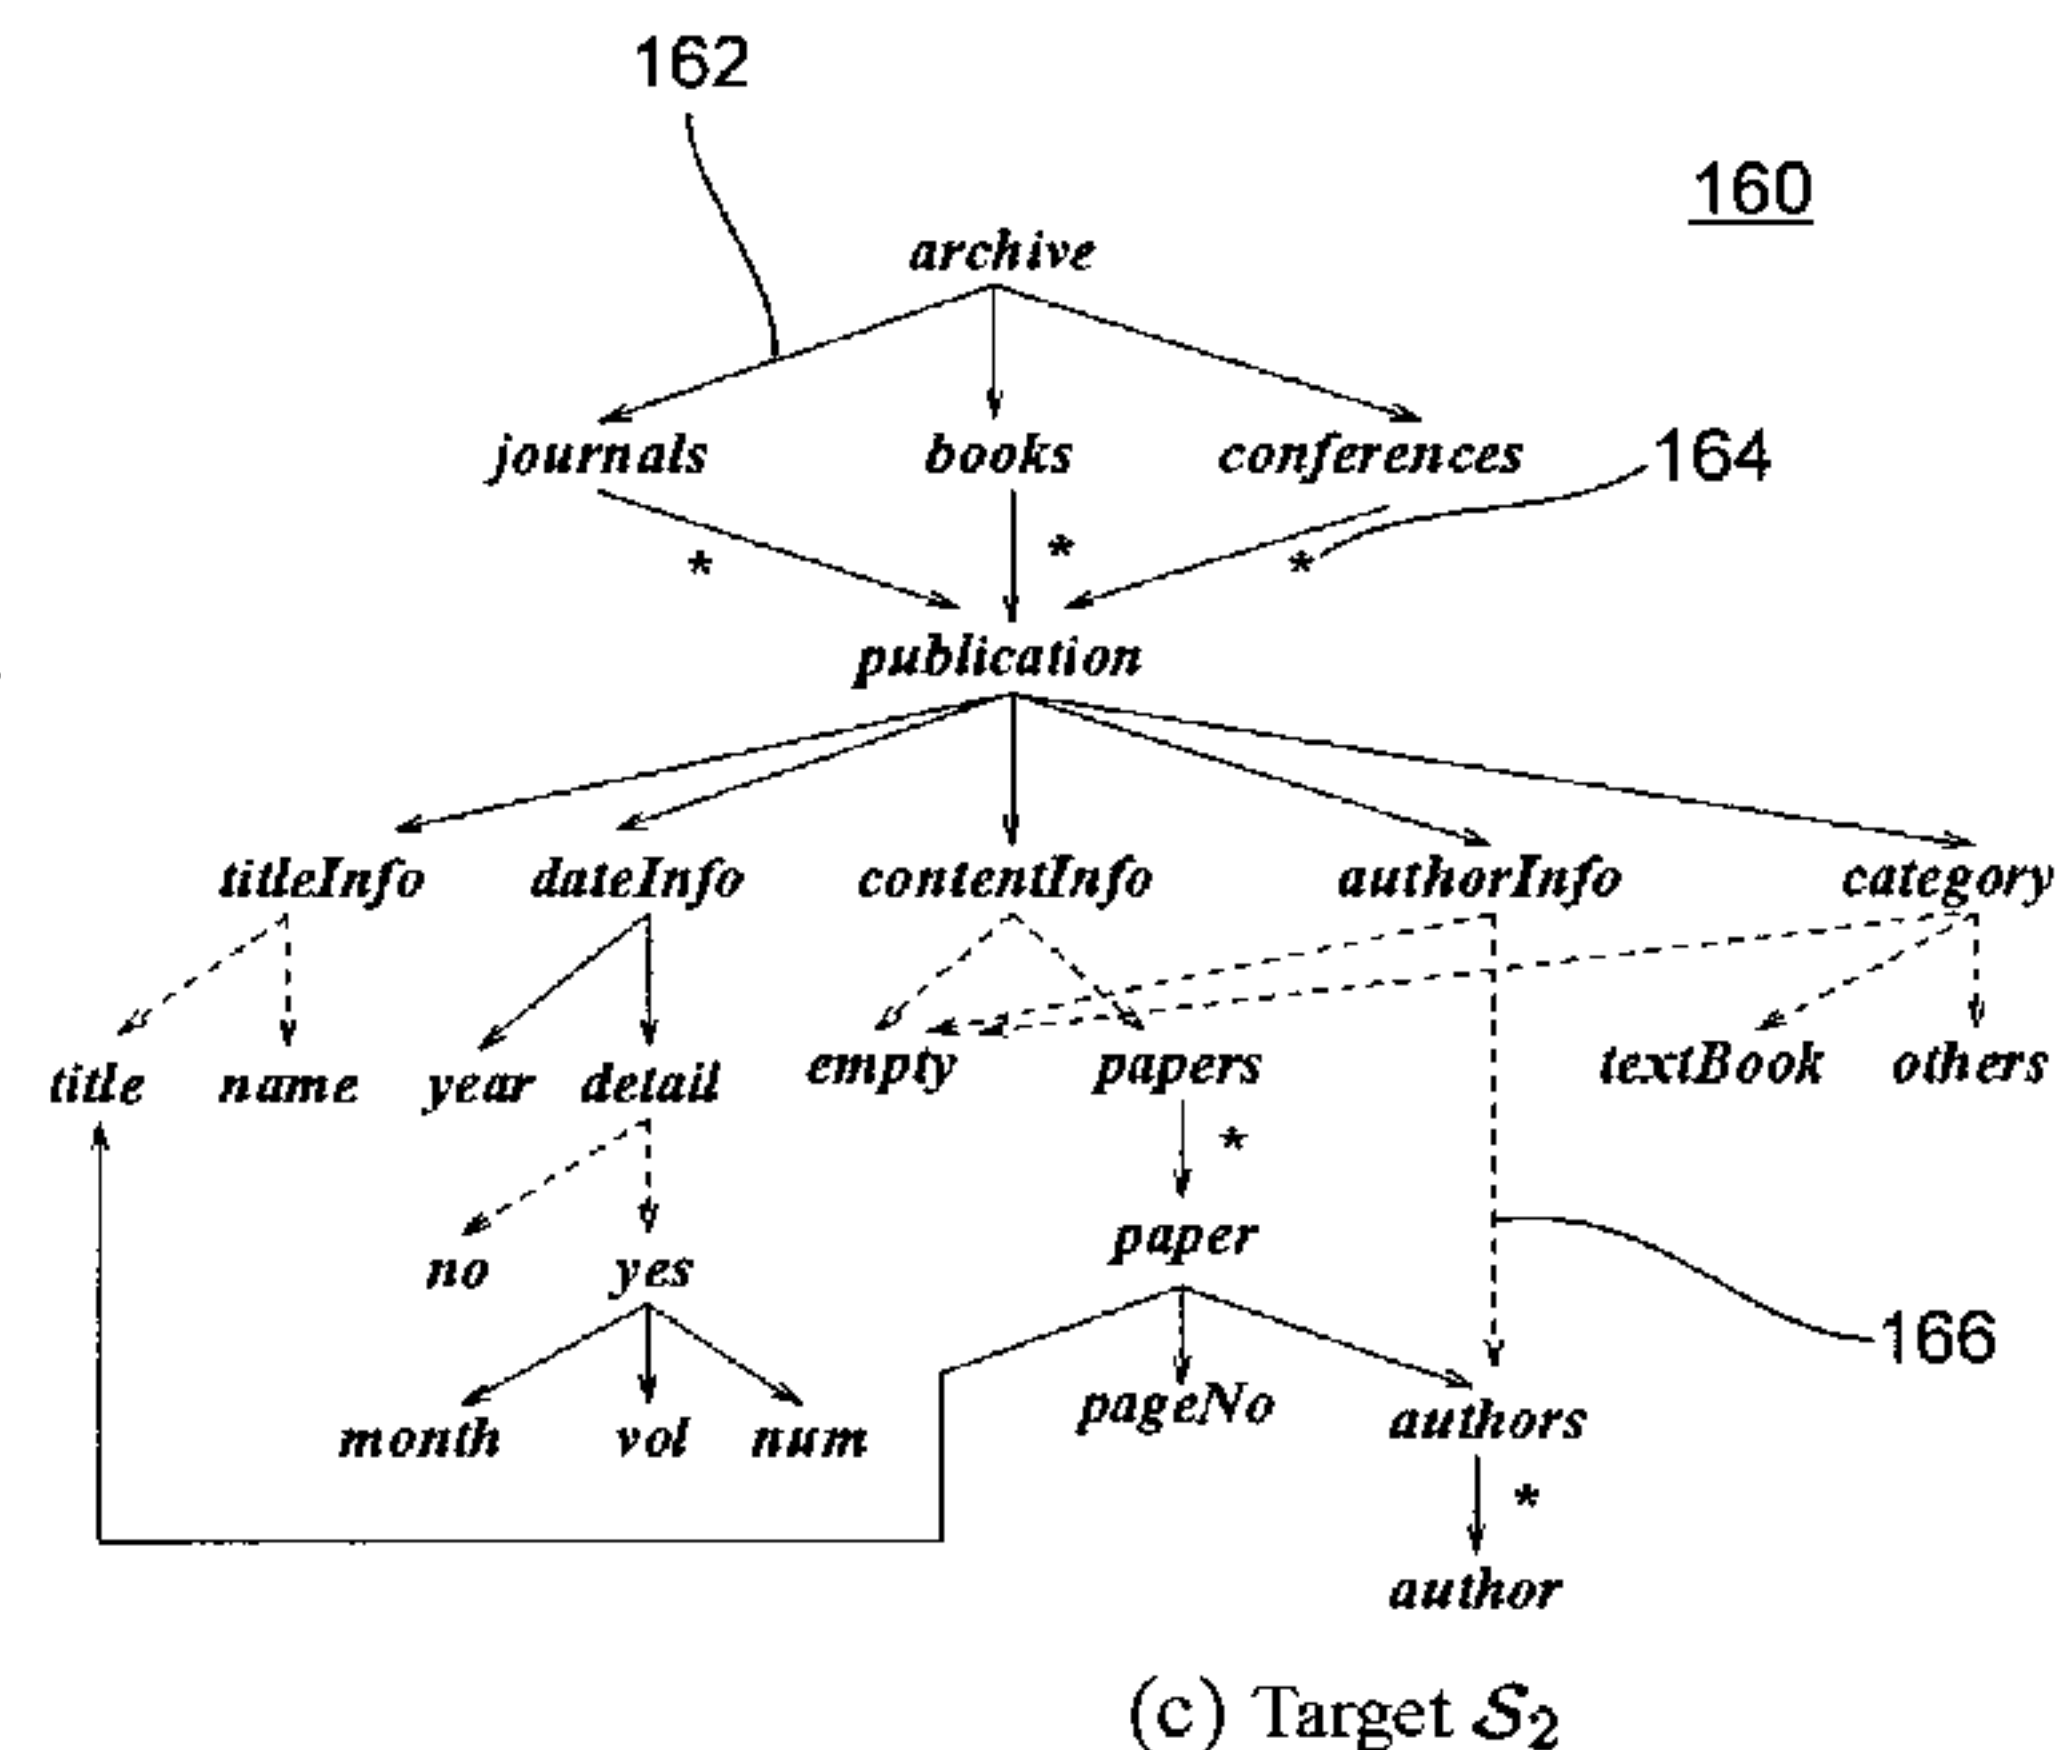 162
160
archive
journals books conferences 164
* * *
publication
titleInfo dateInfo contentInfo authorInfo category
title name year detail empty papers textBook others
*
no yes paper
166
month vol num pageNo authors
*
author
(c) Target S2